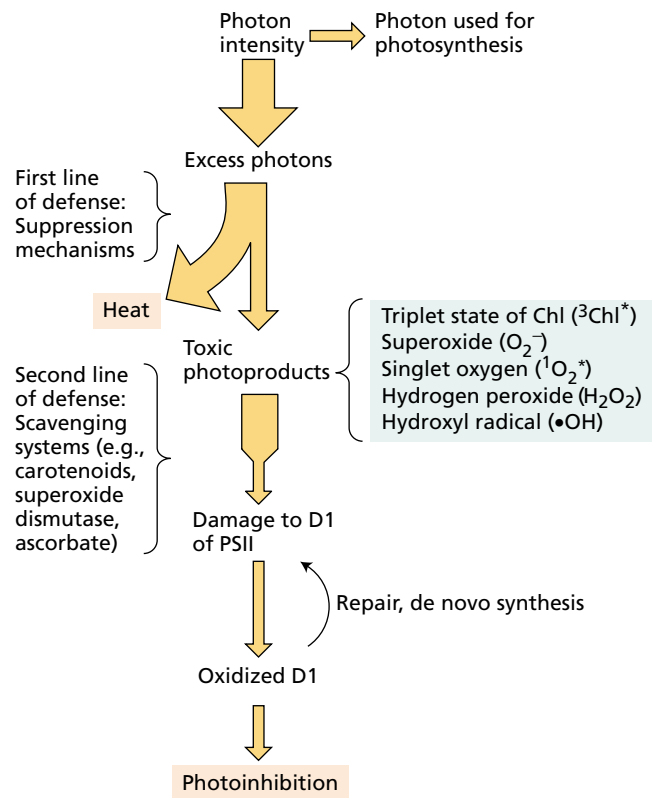 Photon
intensity
Photon used for
photosynthesis
Excess photons
First line
of defense:
Suppression
mechanisms
Heat
Toxic
photoproducts
Triplet state of Chl (³Chl*)
Superoxide (O₂⁻)
Singlet oxygen (¹O₂*)
Hydrogen peroxide (H₂O₂)
Hydroxyl radical (•OH)
Second line
of defense:
Scavenging
systems (e.g.,
carotenoids,
superoxide
dismutase,
ascorbate)
Damage to D1
of PSII
Repair, de novo synthesis
Oxidized D1
Photoinhibition